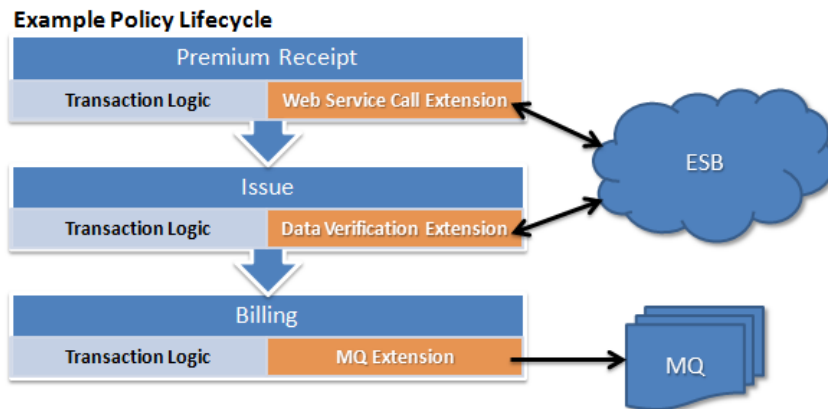 Example Policy Lifecycle
Premium Receipt
Transaction Logic Web Service Call Extension
ESB
Issue
Transaction Logic Data Verification Extension
Billing
Transaction Logic MQ Extension
MQ